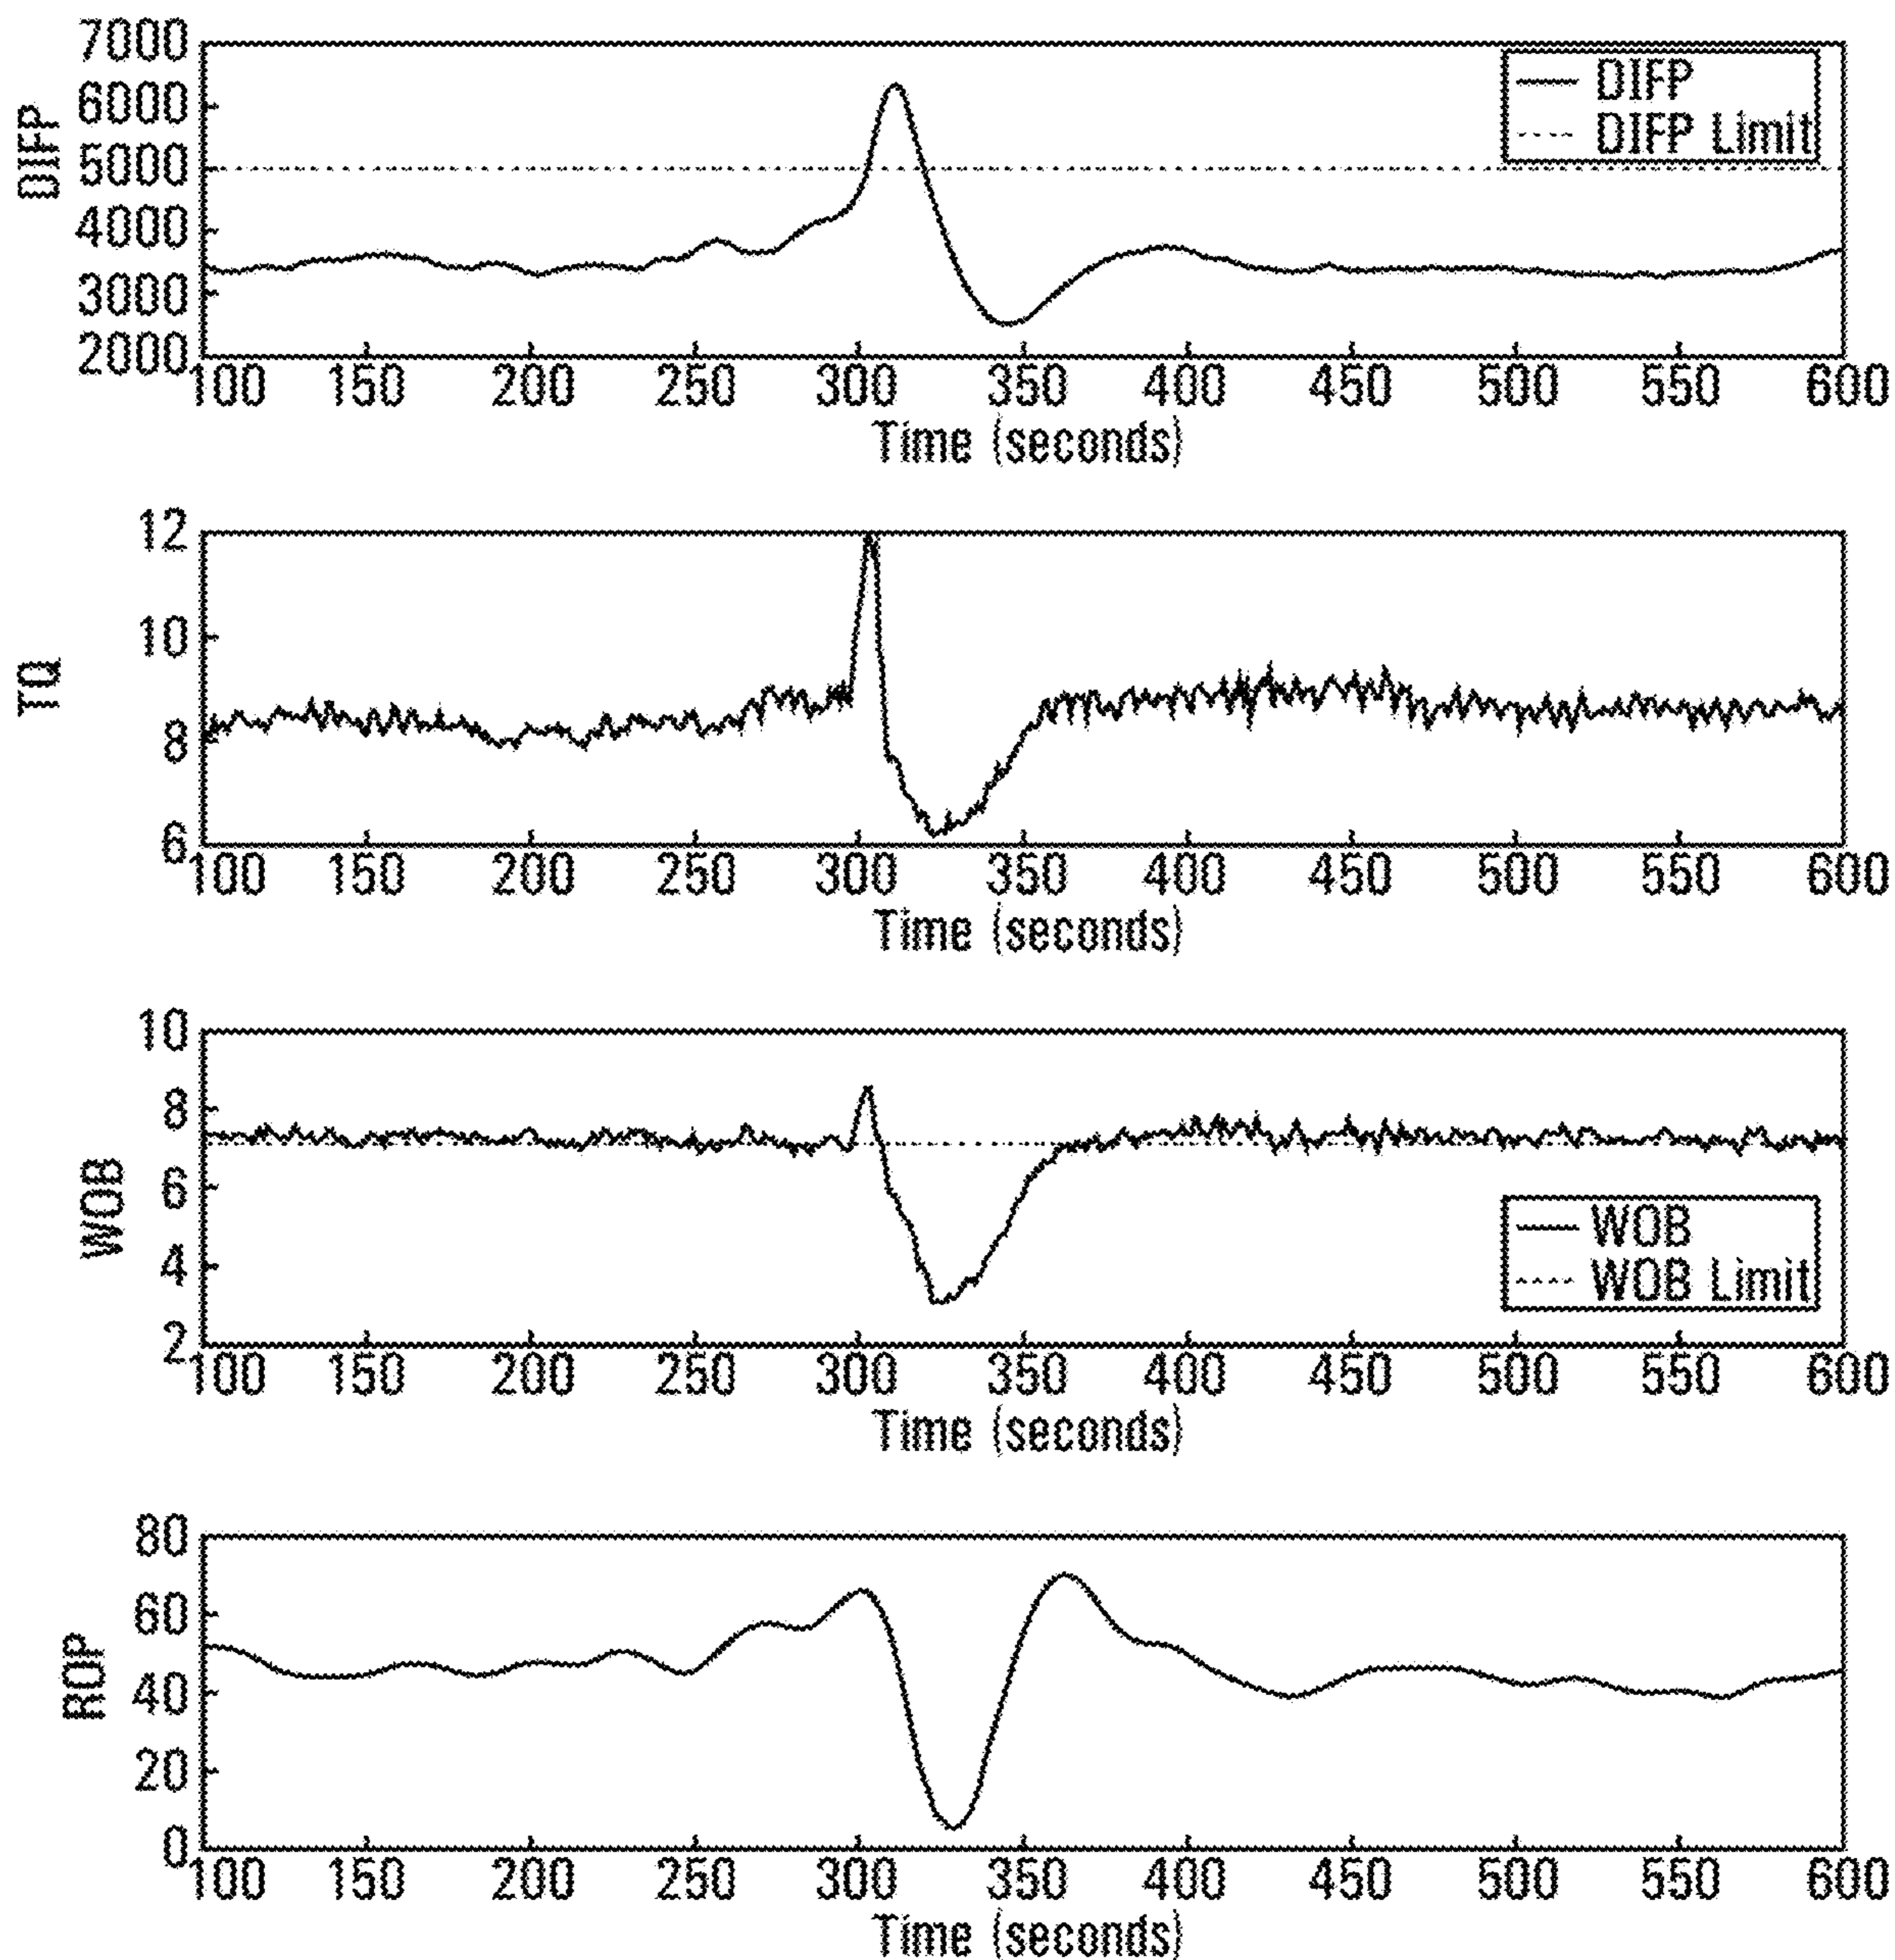 7000
6000
5000
4000
3000
2000
DIFP
DIFP
DIFP Limit
100 150 200 250 300 350 400 450 500 550 600
Time (seconds)
12
10
8
6
TQ
100 150 200 250 300 350 400 450 500 550 600
Time (seconds)
10
8
6
4
2
WOB
WOB
WOB Limit
100 150 200 250 300 350 400 450 500 550 600
Time (seconds)
80
60
40
20
0
ROP
100 150 200 250 300 350 400 450 500 550 600
Time (seconds)